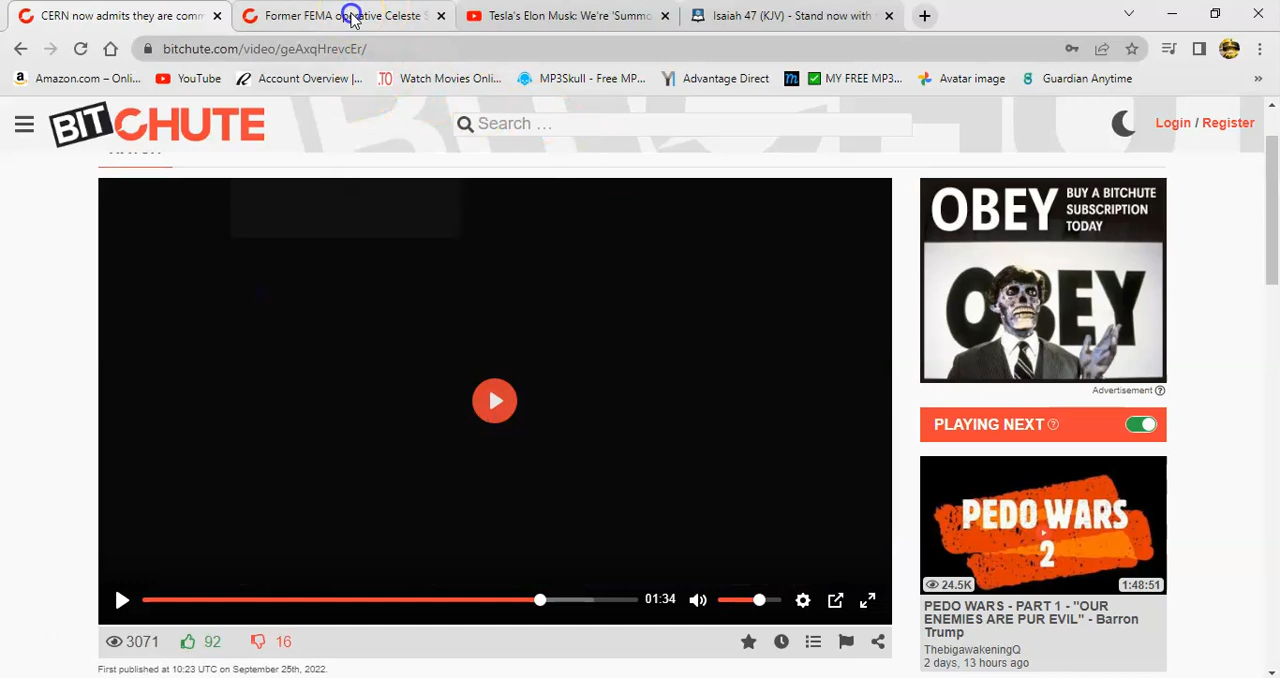 CERN now admits they are comm
Former FEMA operative Celeste S
Tesla's Elon Musk: We're 'Summo
Isaiah 47 (KJV) - Stand now with
bitchute.com/video/geAxqHrevcEr/
Amazon.com – Onli...
YouTube
Account Overview |...
.TO
Watch Movies Onli...
MP3Skull - Free MP...
Advantage Direct
m
MY FREE MP3...
Avatar image
Guardian Anytime
»
BITCHUTE
Search ...
Login / Register
OBEY
BUY A BITCHUTE
SUBSCRIPTION
TODAY
OBEY
Advertisement
PLAYING NEXT
PEDO WARS
2
24.5K
1:48:51
PEDO WARS - PART 1 - "OUR
ENEMIES ARE PUR EVIL" - Barron
Trump
ThebigawakeningQ
2 days, 13 hours ago
01:34
3071
92
16
First published at 10:23 UTC on September 25th, 2022.